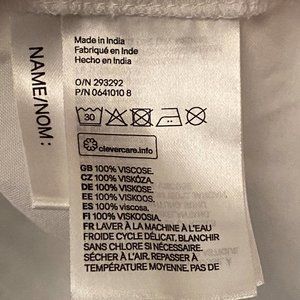 Made in India
Fabriqué en Inde
Hecho en India
O/N 293292
P/N 0641010 8
30
clevercare.info
GB 100% VISCOSE.
CZ 100% VISKÓZA.
DE 100% VISKOSE.
EE 100% VISKOOS.
ES 100% viscosa.
FI 100% VISKOOSIA.
FR LAVER À LA MACHINE À L'EAU
FROIDE CYCLE DÉLICAT. BLANCHIR
SANS CHLORE SI NÉCESSAIRE.
SÉCHER À L'AIR. REPASSER À
TEMPÉRATURE MOYENNE. PAS DE
NAME/NOM: